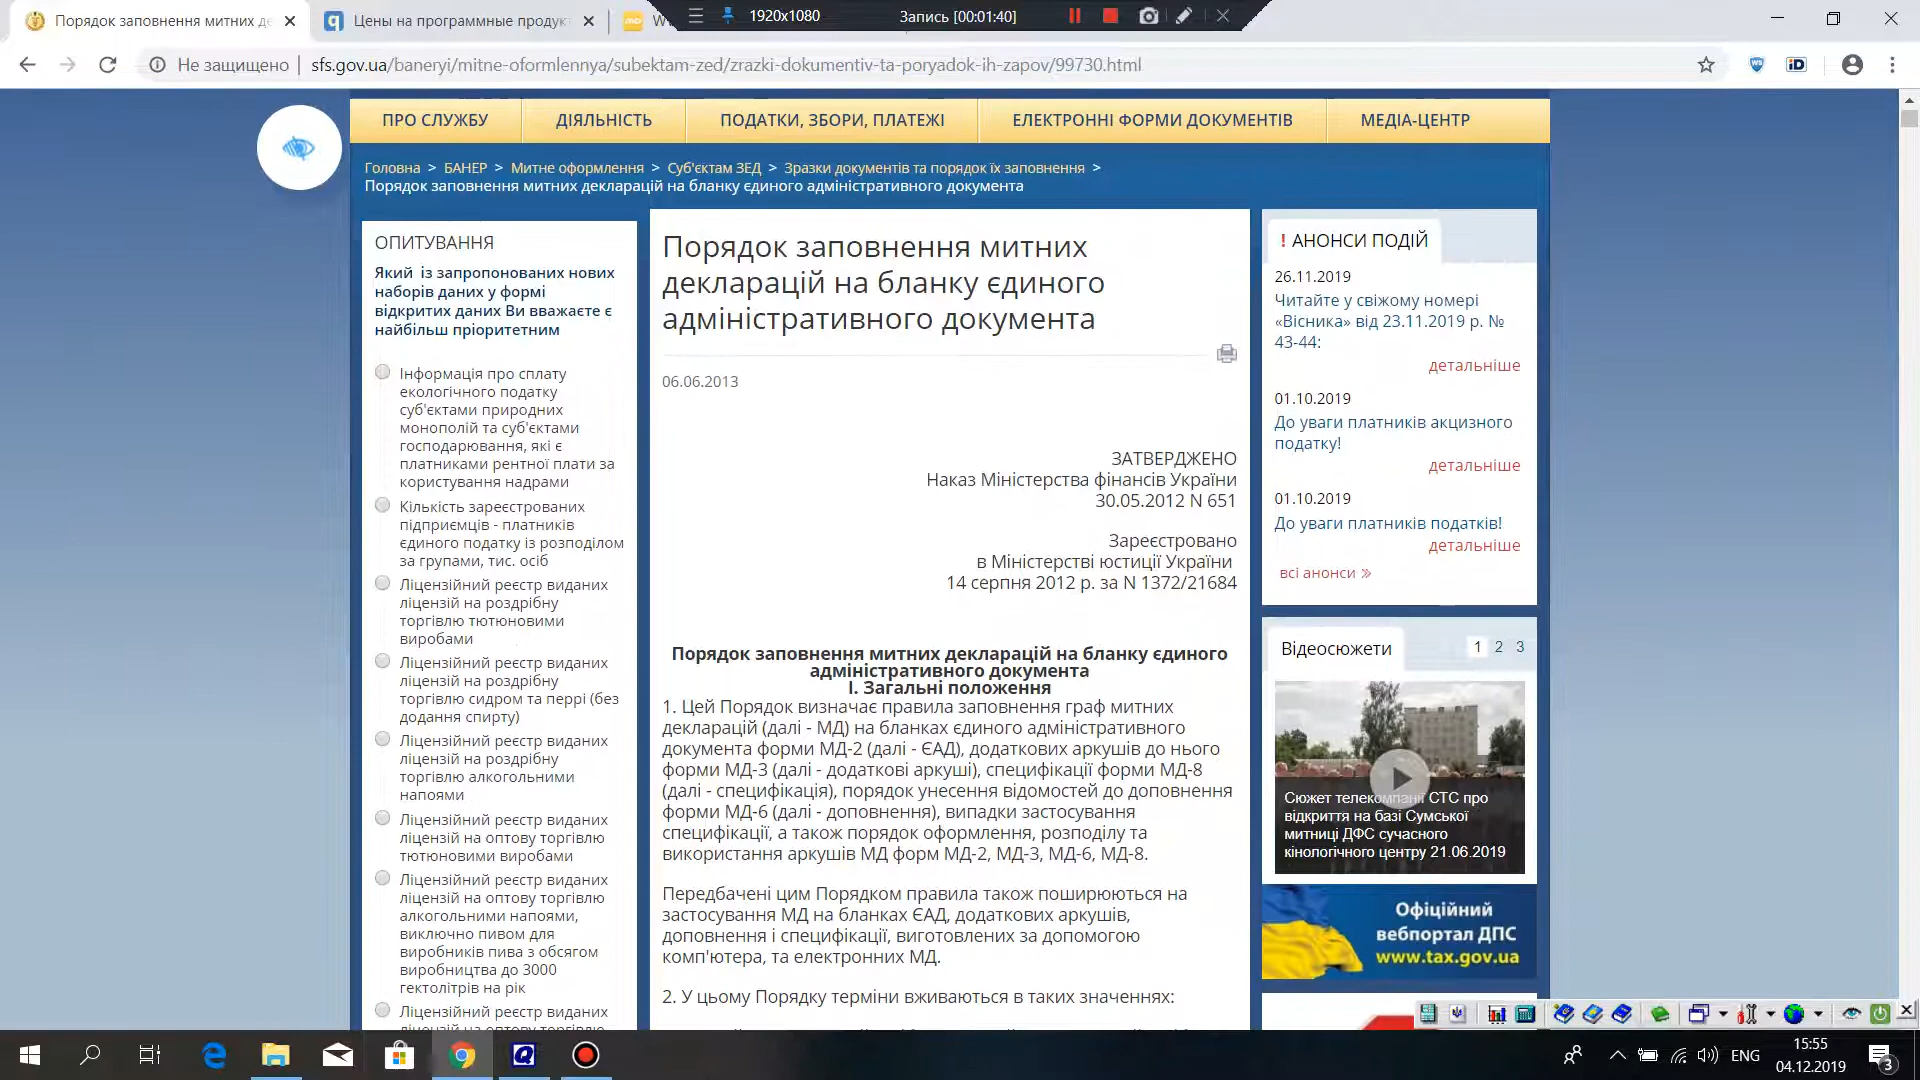 Порядок заповнення митних де
Цены на программные продук
1920x1080
Запись [00:01:40]
Не защищено
sfs.gov.ua/baneryi/mitne-oformlennya/subektam-zed/zrazki-dokumentiv-ta-poryadok-ih-zapov/99730.html
ПРО СЛУЖБУ
ДІЯЛЬНІСТЬ
ПОДАТКИ, ЗБОРИ, ПЛАТЕЖІ
ЕЛЕКТРОННІ ФОРМИ ДОКУМЕНТІВ
МЕДІА-ЦЕНТР
Головна > БАНЕР > Митне оформлення > Суб'єктам ЗЕД > Зразки документів та порядок їх заповнення >
Порядок заповнення митних декларацій на бланку єдиного адміністративного документа
ОПИТУВАННЯ
Який із запропонованих нових
наборів даних у формі
відкритих даних Ви вважаєте є
найбільш пріоритетним
Інформація про сплату
екологічного податку
суб'єктами природних
монополій та суб'єктами
господарювання, які є
платниками рентної плати за
користування надрами
Кількість зареєстрованих
підприємців - платників
єдиного податку із розподілом
за групами, тис. осіб
Ліцензійний реєстр виданих
ліцензій на роздрібну
торгівлю тютюновими
виробами
Ліцензійний реєстр виданих
ліцензій на роздрібну
торгівлю сидром та перрі (без
додання спирту)
Ліцензійний реєстр виданих
ліцензій на роздрібну
торгівлю алкогольними
напоями
Ліцензійний реєстр виданих
ліцензій на оптову торгівлю
тютюновими виробами
Ліцензійний реєстр виданих
ліцензій на оптову торгівлю
алкогольними напоями,
виключно пивом для
виробників пива з обсягом
виробництва до 3000
гектолітрів на рік
Ліцензійний реєстр виданих
ліцензій на оптову торгівлю
Порядок заповнення митних
декларацій на бланку єдиного
адміністративного документа
06.06.2013
ЗАТВЕРДЖЕНО
Наказ Міністерства фінансів України
30.05.2012 N 651
Зареєстровано
в Міністерстві юстиції України
14 серпня 2012 р. за N 1372/21684
Порядок заповнення митних декларацій на бланку єдиного
адміністративного документа
I. Загальні положення
1. Цей Порядок визначає правила заповнення граф митних
декларацій (далі - МД) на бланках єдиного адміністративного
документа форми МД-2 (далі - ЄАД), додаткових аркушів до нього
форми МД-3 (далі - додаткові аркуші), специфікації форми МД-8
(далі - специфікація), порядок унесення відомостей до доповнення
форми МД-6 (далі - доповнення), випадки застосування
специфікації, а також порядок оформлення, розподілу та
використання аркушів МД форм МД-2, МД-3, МД-6, МД-8.
Передбачені цим Порядком правила також поширюються на
застосування МД на бланках ЄАД, додаткових аркушів,
доповнення і специфікації, виготовлених за допомогою
комп'ютера, та електронних МД.
2. У цьому Порядку терміни вживаються в таких значеннях:
! АНОНСИ ПОДІЙ
26.11.2019
Читайте у свіжому номері
«Вісника» від 23.11.2019 р. №
43-44:
детальніше
01.10.2019
До уваги платників акцизного
податку!
детальніше
01.10.2019
До уваги платників податків!
детальніше
всі анонси »
Відеосюжети
1 2 3
Сюжет телекомпанії СТС про
відкриття на базі Сумської
митниці ДФС сучасного
кінологічного центру 21.06.2019
Офіційний
вебпортал ДПС
www.tax.gov.ua
ENG
15:55
04.12.2019
3